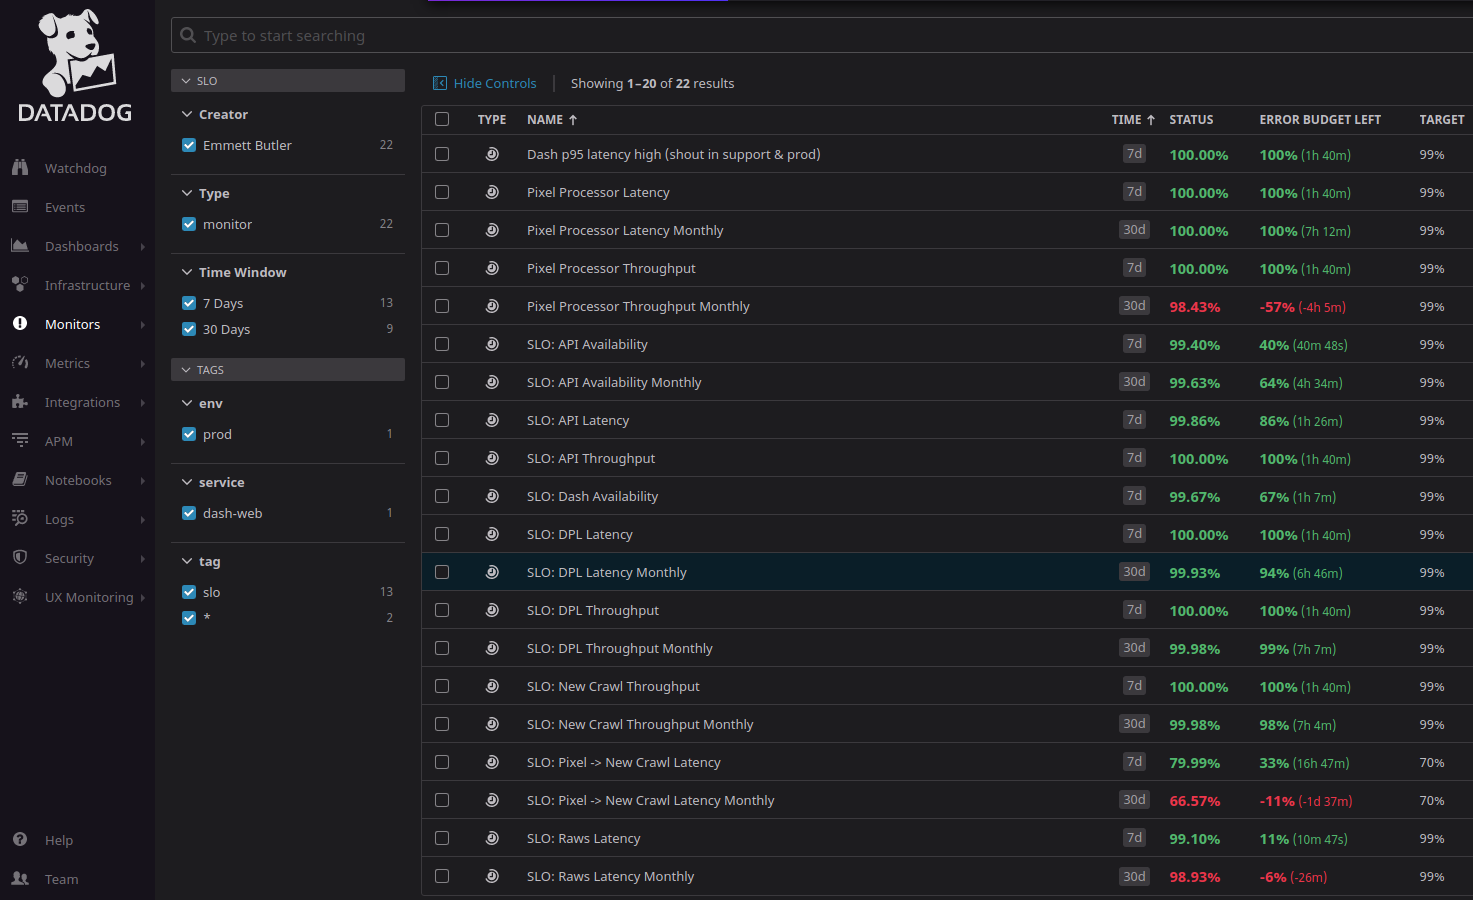 DATADOG
Watchdog
Events
Dashboards
Infrastructure
Monitors
Metrics
Integrations
APM
Notebooks
Logs
Security
UX Monitoring
Help
Team
Type to start searching
SLO
Creator
Emmett Butler 22
Type
monitor 22
Time Window
7 Days 13
30 Days 9
TAGS
env
prod 1
service
dash-web 1
tag
slo 13
* 2
Hide Controls Showing 1–20 of 22 results
TYPE NAME ↑ TIME ↑ STATUS ERROR BUDGET LEFT TARGET
Dash p95 latency high (shout in support & prod) 7d 100.00% 100% (1h 40m) 99%
Pixel Processor Latency 7d 100.00% 100% (1h 40m) 99%
Pixel Processor Latency Monthly 30d 100.00% 100% (7h 12m) 99%
Pixel Processor Throughput 7d 100.00% 100% (1h 40m) 99%
Pixel Processor Throughput Monthly 30d 98.43% -57% (-4h 5m) 99%
SLO: API Availability 7d 99.40% 40% (40m 48s) 99%
SLO: API Availability Monthly 30d 99.63% 64% (4h 34m) 99%
SLO: API Latency 7d 99.86% 86% (1h 26m) 99%
SLO: API Throughput 7d 100.00% 100% (1h 40m) 99%
SLO: Dash Availability 7d 99.67% 67% (1h 7m) 99%
SLO: DPL Latency 7d 100.00% 100% (1h 40m) 99%
SLO: DPL Latency Monthly 30d 99.93% 94% (6h 46m) 99%
SLO: DPL Throughput 7d 100.00% 100% (1h 40m) 99%
SLO: DPL Throughput Monthly 30d 99.98% 99% (7h 7m) 99%
SLO: New Crawl Throughput 7d 100.00% 100% (1h 40m) 99%
SLO: New Crawl Throughput Monthly 30d 99.98% 98% (7h 4m) 99%
SLO: Pixel -> New Crawl Latency 7d 79.99% 33% (16h 47m) 70%
SLO: Pixel -> New Crawl Latency Monthly 30d 66.57% -11% (-1d 37m) 70%
SLO: Raws Latency 7d 99.10% 11% (10m 47s) 99%
SLO: Raws Latency Monthly 30d 98.93% -6% (-26m) 99%